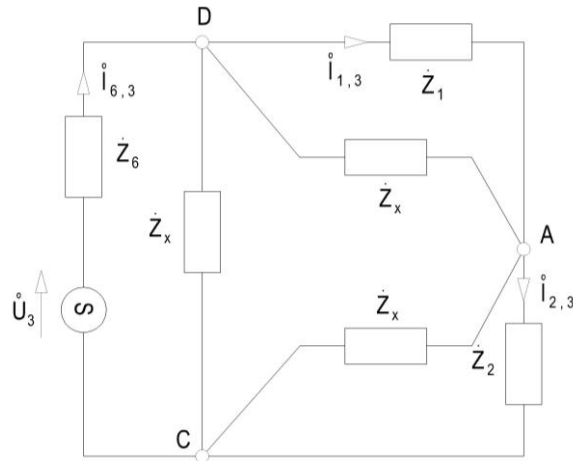 D
İ₆,₃
İ₁,₃
Ż₁
Ż₆
Żₓ
Żₓ
A
U̇₃
S
Żₓ
İ₂,₃
Ż₂
C